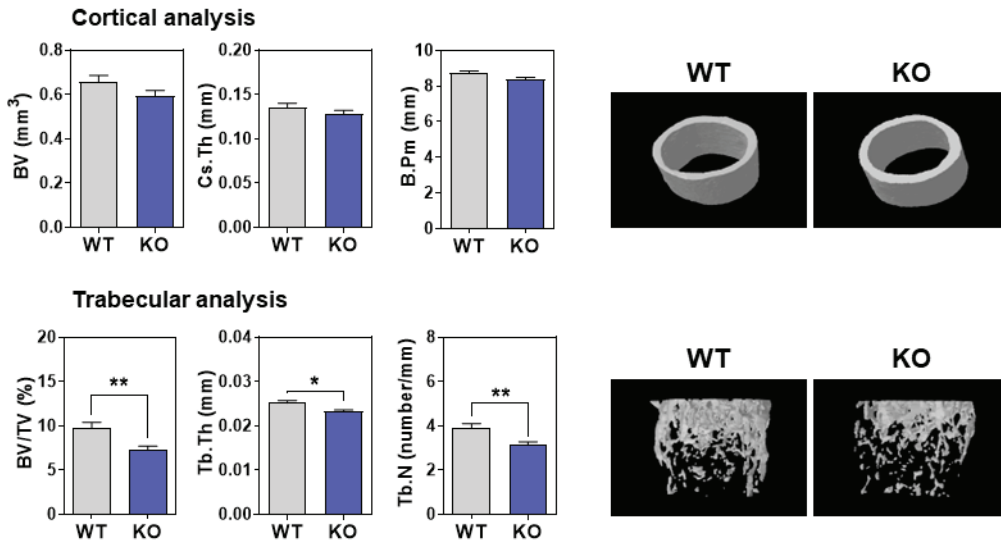 Cortical analysis
BV (mm³)
0.8
0.6
0.4
0.2
0.0
WT KO
Cs.Th (mm)
0.20
0.15
0.10
0.05
0.00
WT KO
B.Pm (mm)
10
8
6
4
2
0
WT KO
WT KO
Trabecular analysis
BV/TV (%)
20
15
10
5
0
**
WT KO
Tb.Th (mm)
0.04
0.03
0.02
0.01
0.00
*
WT KO
Tb.N (number/mm)
8
6
4
2
0
**
WT KO
WT KO